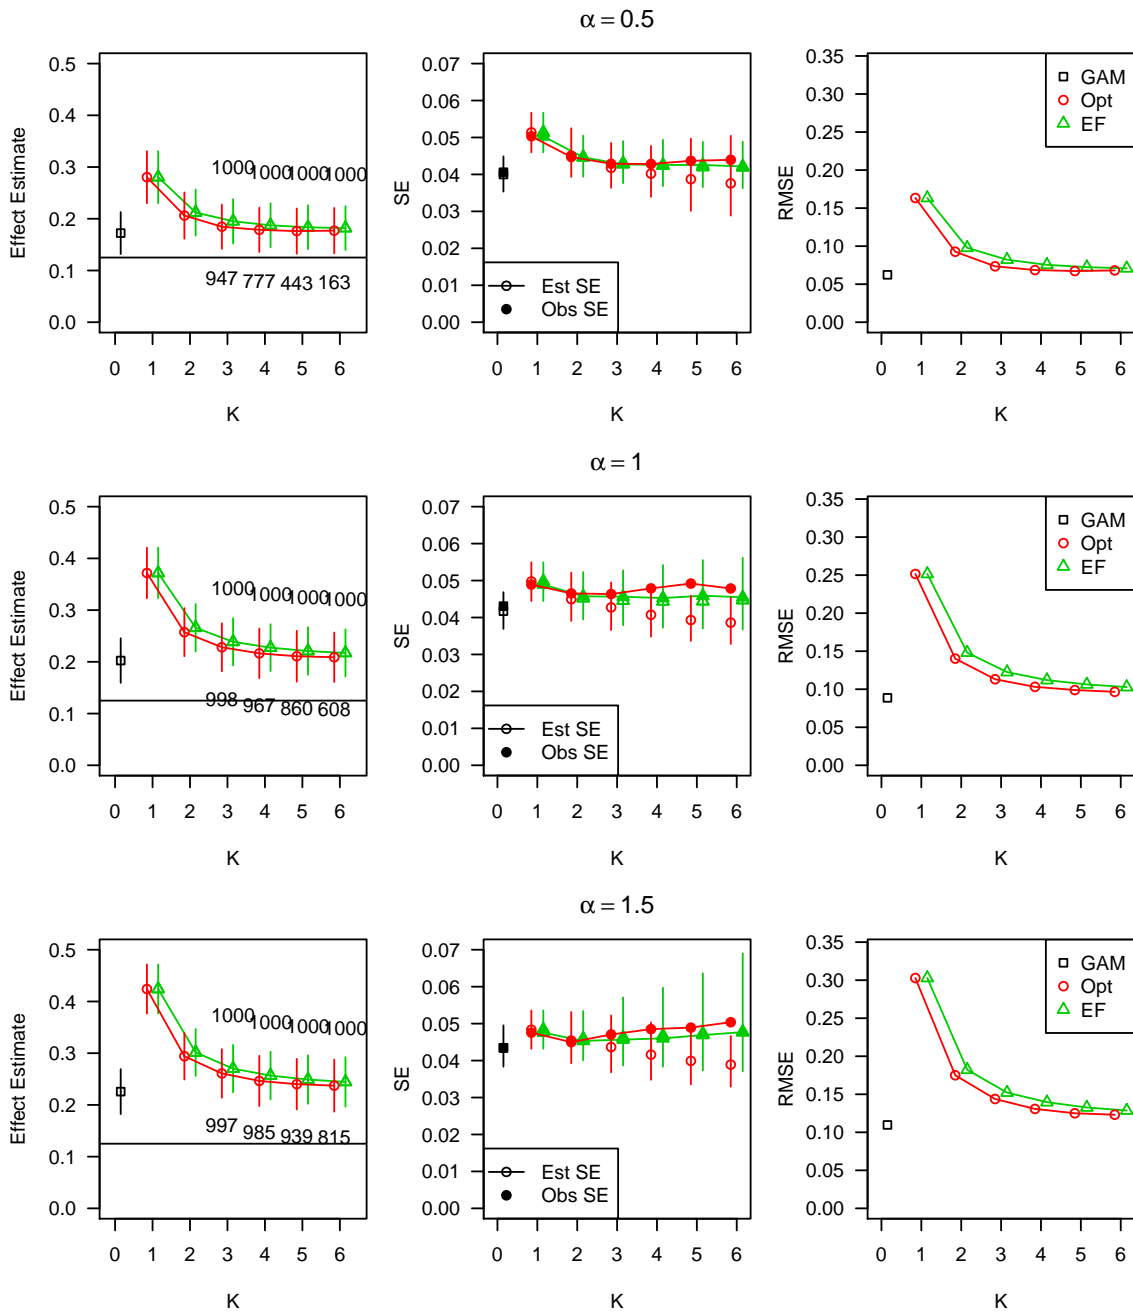 α = 0.5
Effect Estimate
0.5
0.4
0.3
0.2
0.1
0.0
1000 1000 1000 1000
947 777 443 163
0 1 2 3 4 5 6
K
SE
0.07
0.06
0.05
0.04
0.03
0.02
0.01
0.00
Est SE
Obs SE
0 1 2 3 4 5 6
K
RMSE
0.35
0.30
0.25
0.20
0.15
0.10
0.05
0.00
GAM
Opt
EF
0 1 2 3 4 5 6
K
α = 1
Effect Estimate
0.5
0.4
0.3
0.2
0.1
0.0
1000 1000 1000 1000
998 967 860 608
0 1 2 3 4 5 6
K
SE
0.07
0.06
0.05
0.04
0.03
0.02
0.01
0.00
Est SE
Obs SE
0 1 2 3 4 5 6
K
RMSE
0.35
0.30
0.25
0.20
0.15
0.10
0.05
0.00
GAM
Opt
EF
0 1 2 3 4 5 6
K
α = 1.5
Effect Estimate
0.5
0.4
0.3
0.2
0.1
0.0
1000 1000 1000 1000
997 985 939 815
0 1 2 3 4 5 6
K
SE
0.07
0.06
0.05
0.04
0.03
0.02
0.01
0.00
Est SE
Obs SE
0 1 2 3 4 5 6
K
RMSE
0.35
0.30
0.25
0.20
0.15
0.10
0.05
0.00
GAM
Opt
EF
0 1 2 3 4 5 6
K